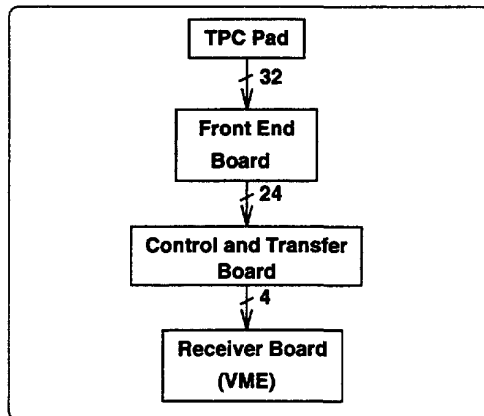 TPC Pad
32
Front End
Board
24
Control and Transfer
Board
4
Receiver Board
(VME)